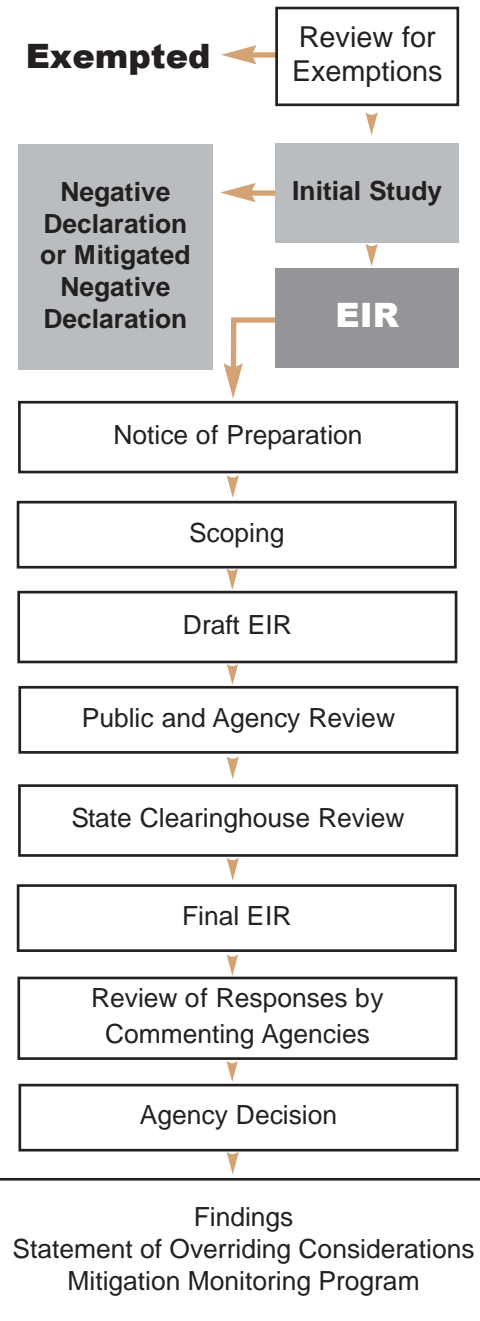 Exempted
Review for
Exemptions
Negative
Declaration
or Mitigated
Negative
Declaration
Initial Study
EIR
Notice of Preparation
Scoping
Draft EIR
Public and Agency Review
State Clearinghouse Review
Final EIR
Review of Responses by
Commenting Agencies
Agency Decision
Findings
Statement of Overriding Considerations
Mitigation Monitoring Program